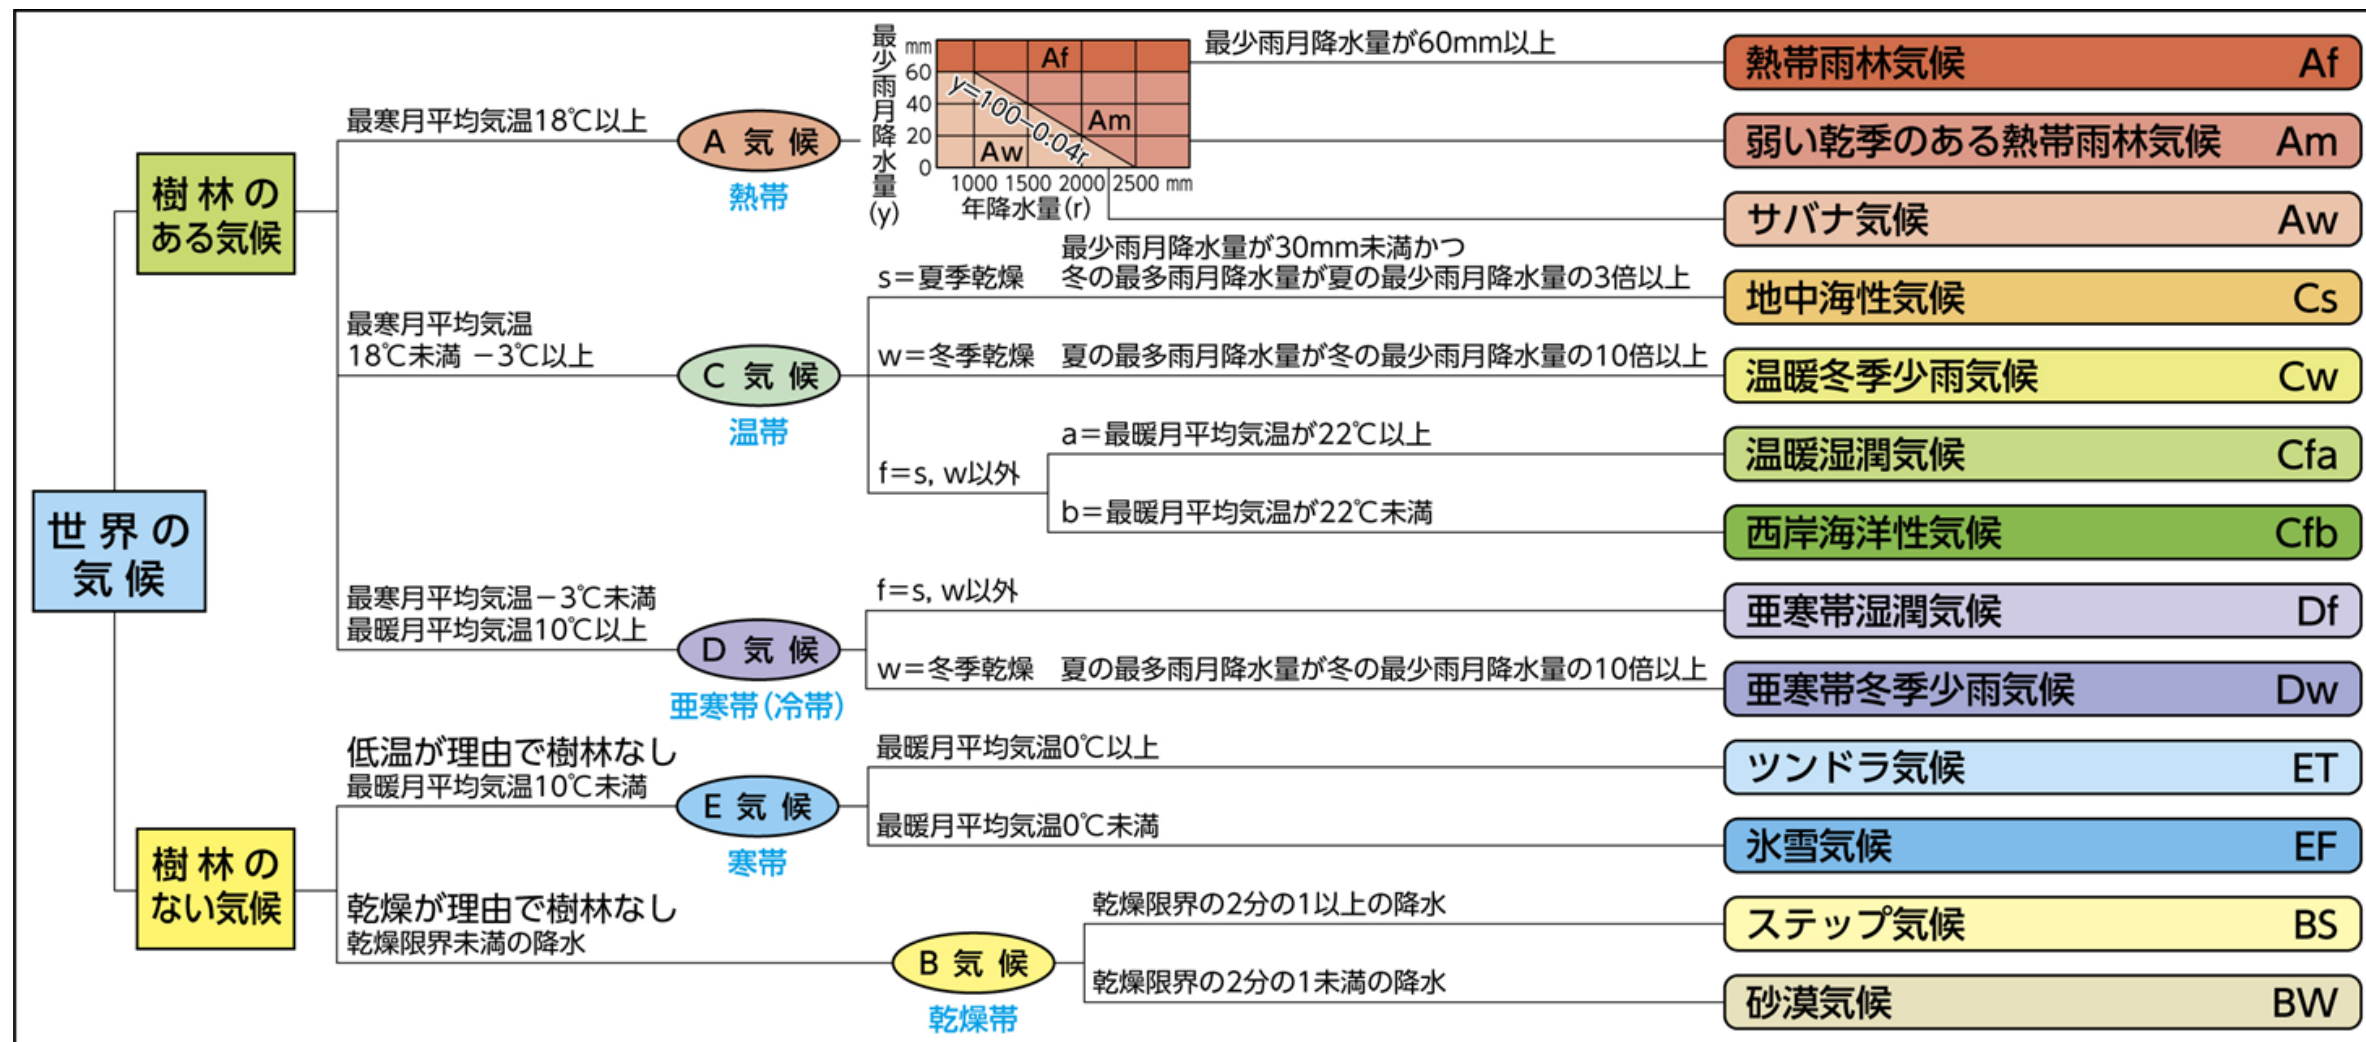 世界の
気候
樹林の
ある気候
最寒月平均気温18℃以上
A 気候
熱帯
最少雨月降水量(y)
mm
60
40
20
0
Af
Am
Aw
y=100−0.04r
1000 1500 2000 2500 mm
年降水量(r)
最少雨月降水量が60mm以上
熱帯雨林気候 Af
弱い乾季のある熱帯雨林気候 Am
サバナ気候 Aw
最寒月平均気温
18℃未満 −3℃以上
C 気候
温帯
最少雨月降水量が30mm未満かつ
s=夏季乾燥 冬の最多雨月降水量が夏の最少雨月降水量の3倍以上
地中海性気候 Cs
w=冬季乾燥 夏の最多雨月降水量が冬の最少雨月降水量の10倍以上
温暖冬季少雨気候 Cw
f=s, w以外
a=最暖月平均気温が22℃以上
温暖湿潤気候 Cfa
b=最暖月平均気温が22℃未満
西岸海洋性気候 Cfb
最寒月平均気温−3℃未満
最暖月平均気温10℃以上
D 気候
亜寒帯(冷帯)
f=s, w以外
亜寒帯湿潤気候 Df
w=冬季乾燥 夏の最多雨月降水量が冬の最少雨月降水量の10倍以上
亜寒帯冬季少雨気候 Dw
樹林の
ない気候
低温が理由で樹林なし
最暖月平均気温10℃未満
E 気候
寒帯
最暖月平均気温0℃以上
ツンドラ気候 ET
最暖月平均気温0℃未満
氷雪気候 EF
乾燥が理由で樹林なし
乾燥限界未満の降水
B 気候
乾燥帯
乾燥限界の2分の1以上の降水
ステップ気候 BS
乾燥限界の2分の1未満の降水
砂漠気候 BW